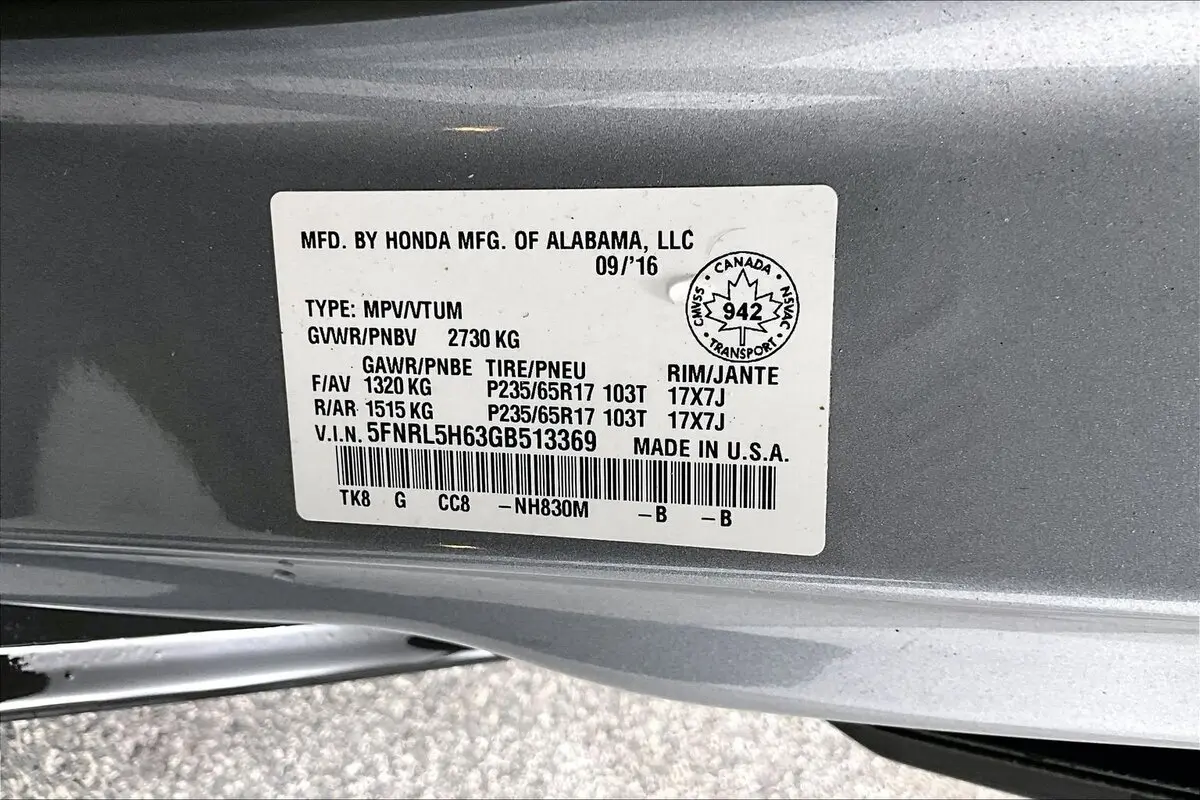 MFD. BY HONDA MFG. OF ALABAMA, LLC
09/'16
CANADA
CMVSS
942
NSVAC
TRANSPORT
TYPE: MPV/VTUM
GVWR/PNBV 2730 KG
GAWR/PNBE TIRE/PNEU RIM/JANTE
F/AV 1320 KG P235/65R17 103T 17X7J
R/AR 1515 KG P235/65R17 103T 17X7J
V.I.N. 5FNRL5H63GB513369 MADE IN U.S.A.
TK8 G CC8 -NH830M -B -B